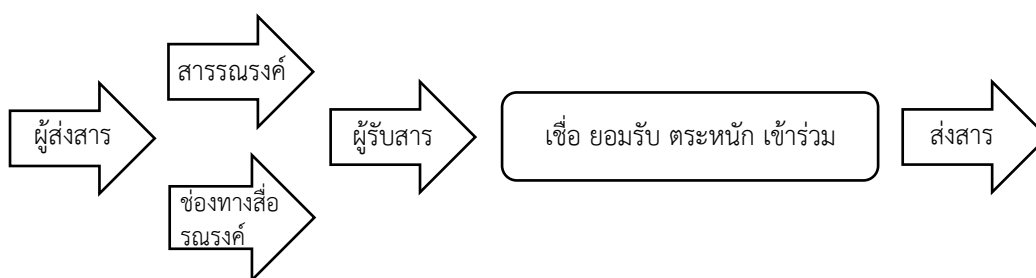 ผู้ส่งสาร
สารรณรงค์
ช่องทางสื่อ
รณรงค์
ผู้รับสาร
เชื่อ ยอมรับ ตระหนัก เข้าร่วม
ส่งสาร